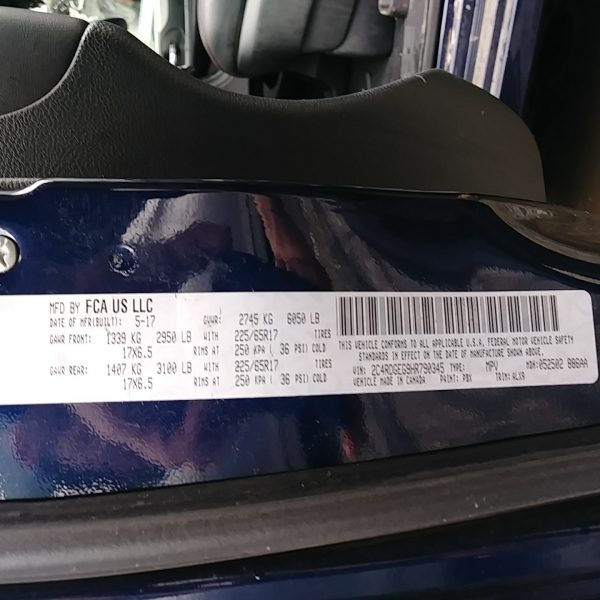 MFD BY FCA US LLC
DATE OF MFR(BUILT): 5-17 GVWR: 2745 KG 6050 LB
GAWR FRONT: 1339 KG 2950 LB WITH 225/65R17 TIRES
17X6.5 RIMS AT 250 KPA ( 36 PSI) COLD
GAWR REAR: 1407 KG 3100 LB WITH 225/65R17 TIRES
17X6.5 RIMS AT 250 KPA ( 36 PSI) COLD
THIS VEHICLE CONFORMS TO ALL APPLICABLE U.S.A. FEDERAL MOTOR VEHICLE SAFETY
STANDARDS IN EFFECT ON THE DATE OF MANUFACTURE SHOWN ABOVE.
VIN: 2C4RDGEG9HR790345 TYPE: MPV MDH:052502 886AA
VEHICLE MADE IN CANADA PAINT: PBX TRIM: HLX9